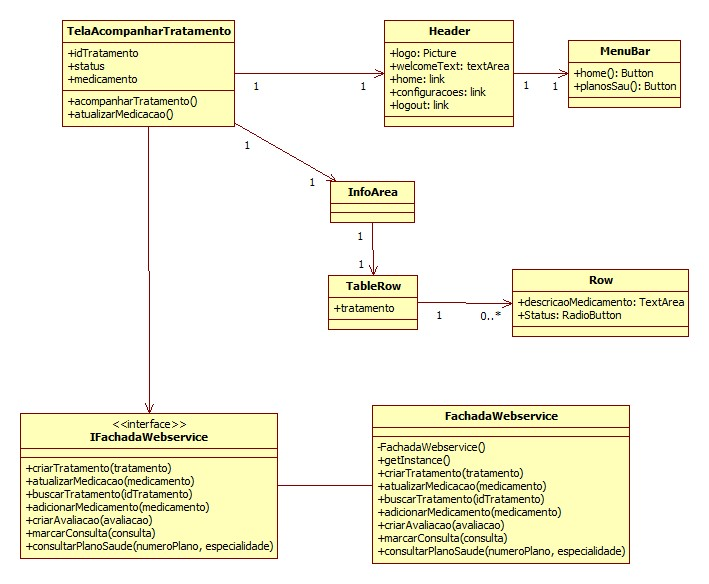 TelaAcompanharTratamento
+idTratamento
+status
+medicamento
+acompanharTratamento()
+atualizarMedicacao()
Header
+logo: Picture
+welcomeText: textArea
+home: link
+configuracoes: link
+logout: link
MenuBar
+home(): Button
+planosSau(): Button
1
1
1
1
1
1
InfoArea
1
1
TableRow
+tratamento
1
0..*
Row
+descricaoMedicamento: TextArea
+Status: RadioButton
<<interface>>
IFachadaWebservice
+criarTratamento(tratamento)
+atualizarMedicacao(medicamento)
+buscarTratamento(idTratamento)
+adicionarMedicamento(medicamento)
+criarAvaliacao(avaliacao)
+marcarConsulta(consulta)
+consultarPlanoSaude(numeroPlano, especialidade)
FachadaWebservice
-FachadaWebservice()
+getInstance()
+criarTratamento(tratamento)
+atualizarMedicacao(medicamento)
+buscarTratamento(idTratamento)
+adicionarMedicamento(medicamento)
+criarAvaliacao(avaliacao)
+marcarConsulta(consulta)
+consultarPlanoSaude(numeroPlano, especialidade)